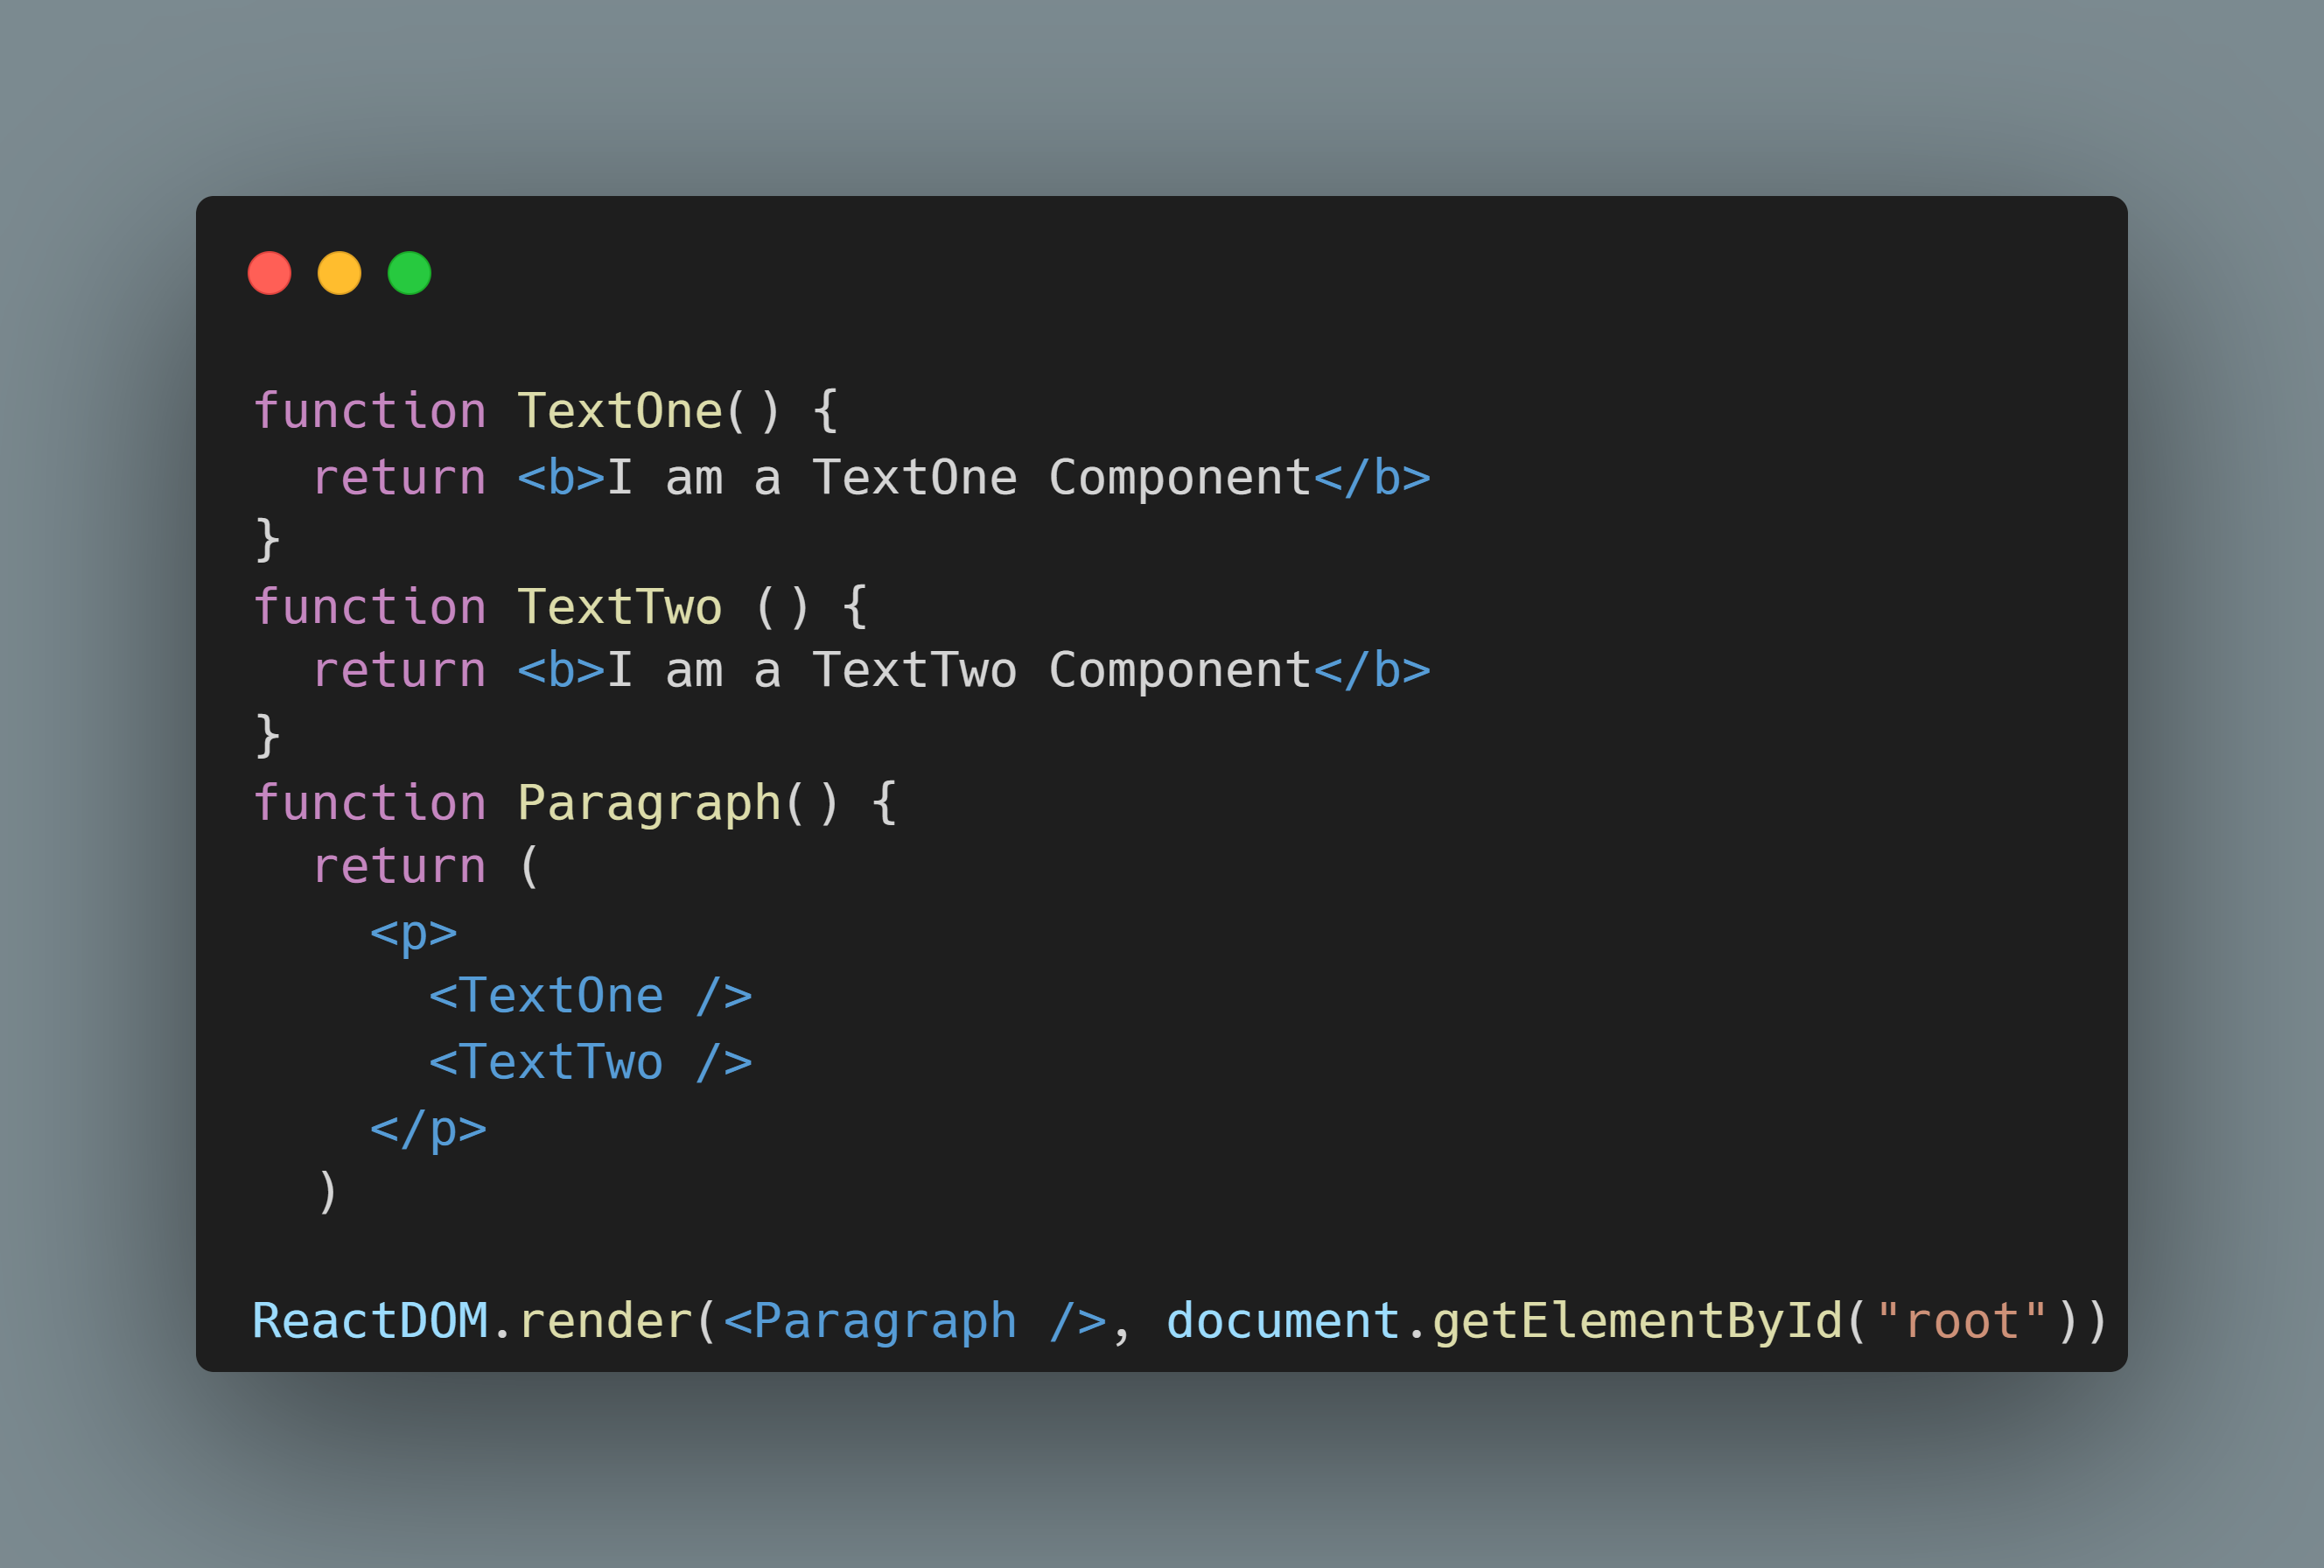 function TextOne() {
  return <b>I am a TextOne Component</b>
}
function TextTwo () {
  return <b>I am a TextTwo Component</b>
}
function Paragraph() {
  return (
    <p>
      <TextOne />
      <TextTwo />
    </p>
  )

ReactDOM.render(<Paragraph />, document.getElementById("root"))